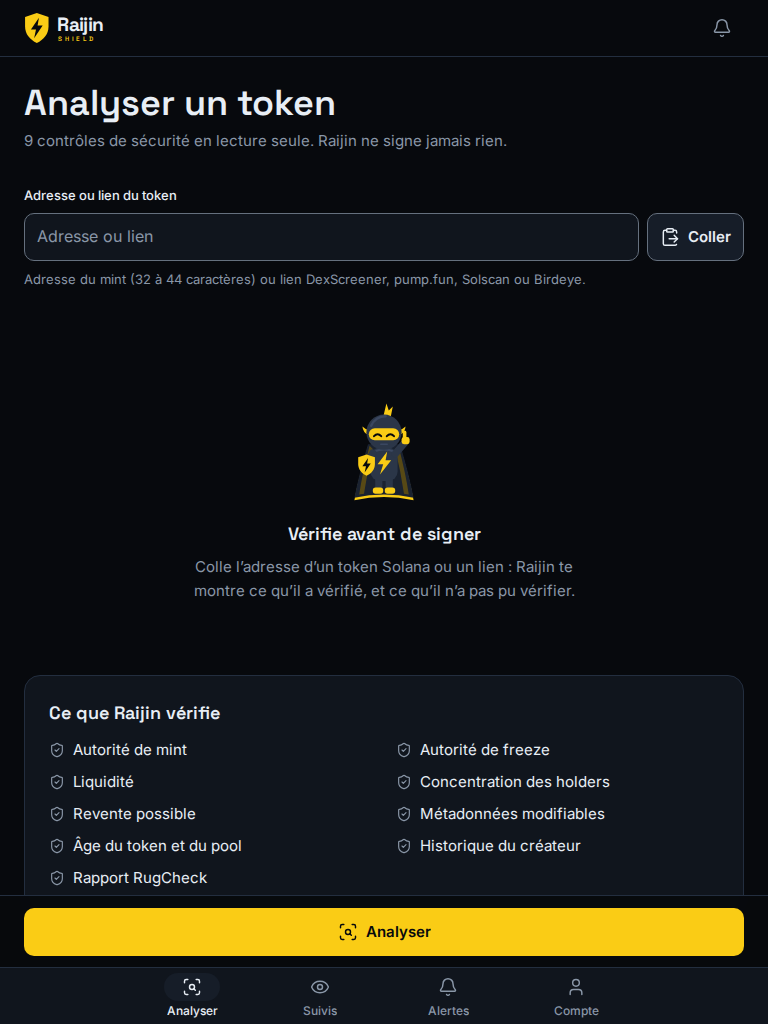 Raijin
SHIELD
Analyser un token
9 contrôles de sécurité en lecture seule. Raijin ne signe jamais rien.
Adresse ou lien du token
Adresse ou lien
Coller
Adresse du mint (32 à 44 caractères) ou lien DexScreener, pump.fun, Solscan ou Birdeye.
Vérifie avant de signer
Colle l’adresse d’un token Solana ou un lien : Raijin te
montre ce qu’il a vérifié, et ce qu’il n’a pas pu vérifier.
Ce que Raijin vérifie
Autorité de mint
Autorité de freeze
Liquidité
Concentration des holders
Revente possible
Métadonnées modifiables
Âge du token et du pool
Historique du créateur
Rapport RugCheck
Analyser
Analyser
Suivis
Alertes
Compte